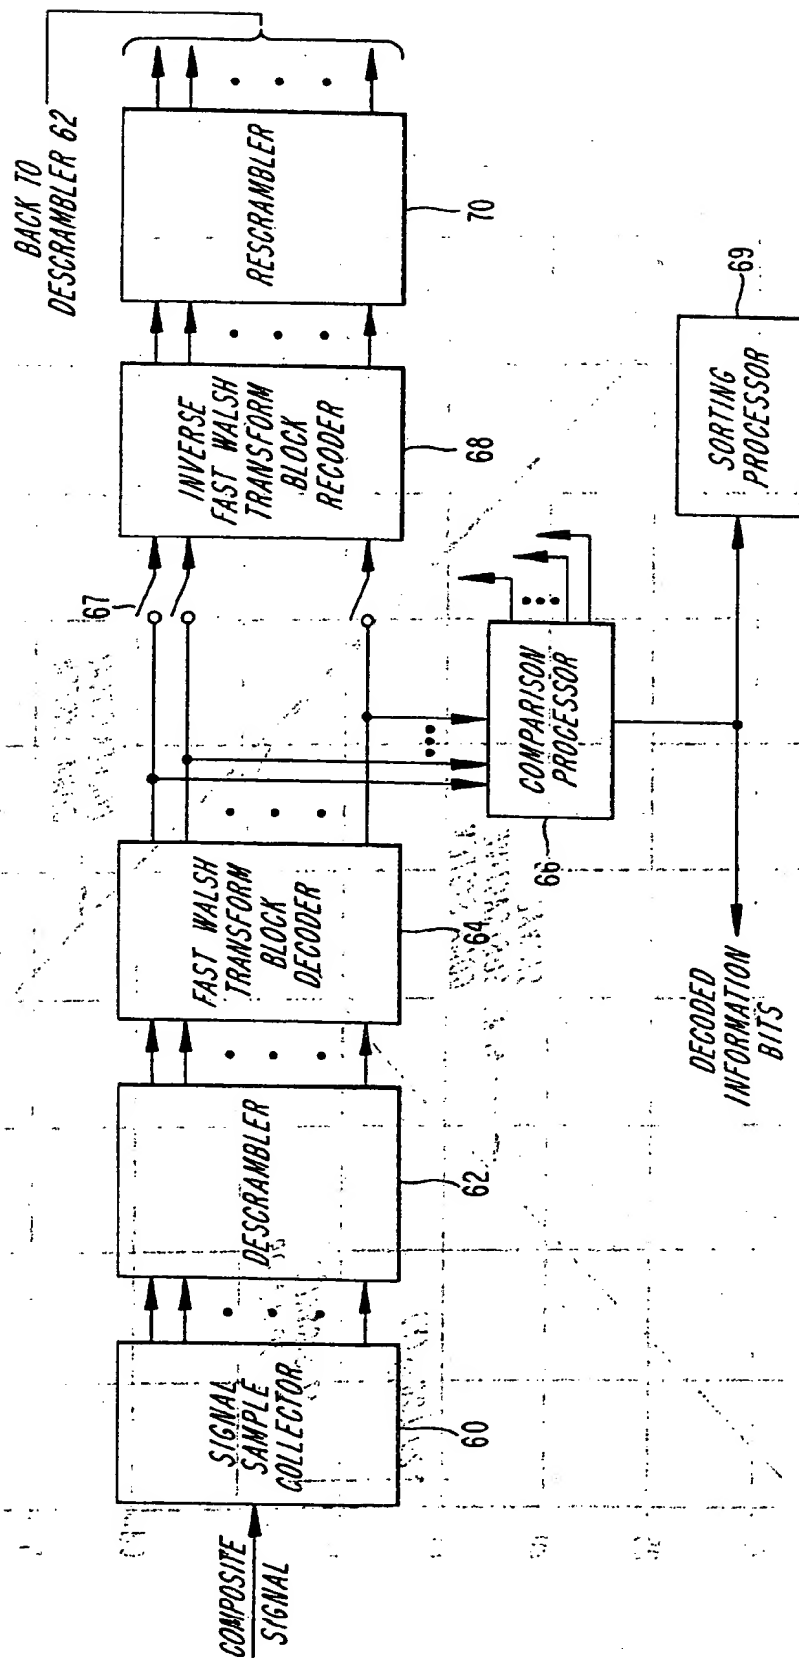 COMPOSITE
SIGNAL
SIGNAL
SAMPLE
COLLECTOR
60
DESCRAMBLER
62
FAST WALSH
TRANSFORM
BLOCK
DECODER
64
67
INVERSE
FAST WALSH
TRANSFORM
BLOCK
RECODER
68
RESCRAMBLER
70
BACK TO
DESCRAMBLER 62
COMPARISON
PROCESSOR
66
DECODED
INFORMATION
BITS
SORTING
PROCESSOR
69